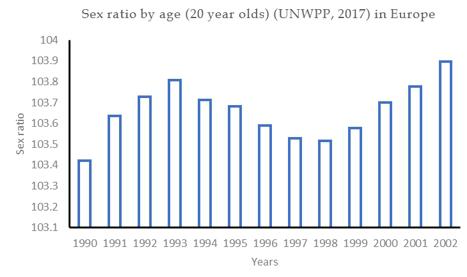 Sex ratio by age (20 year olds) (UNWPP, 2017) in Europe
104
103.9
103.8
103.7
103.6
103.5
103.4
103.3
103.2
103.1
Sex ratio
1990 1991 1992 1993 1994 1995 1996 1997 1998 1999 2000 2001 2002
Years